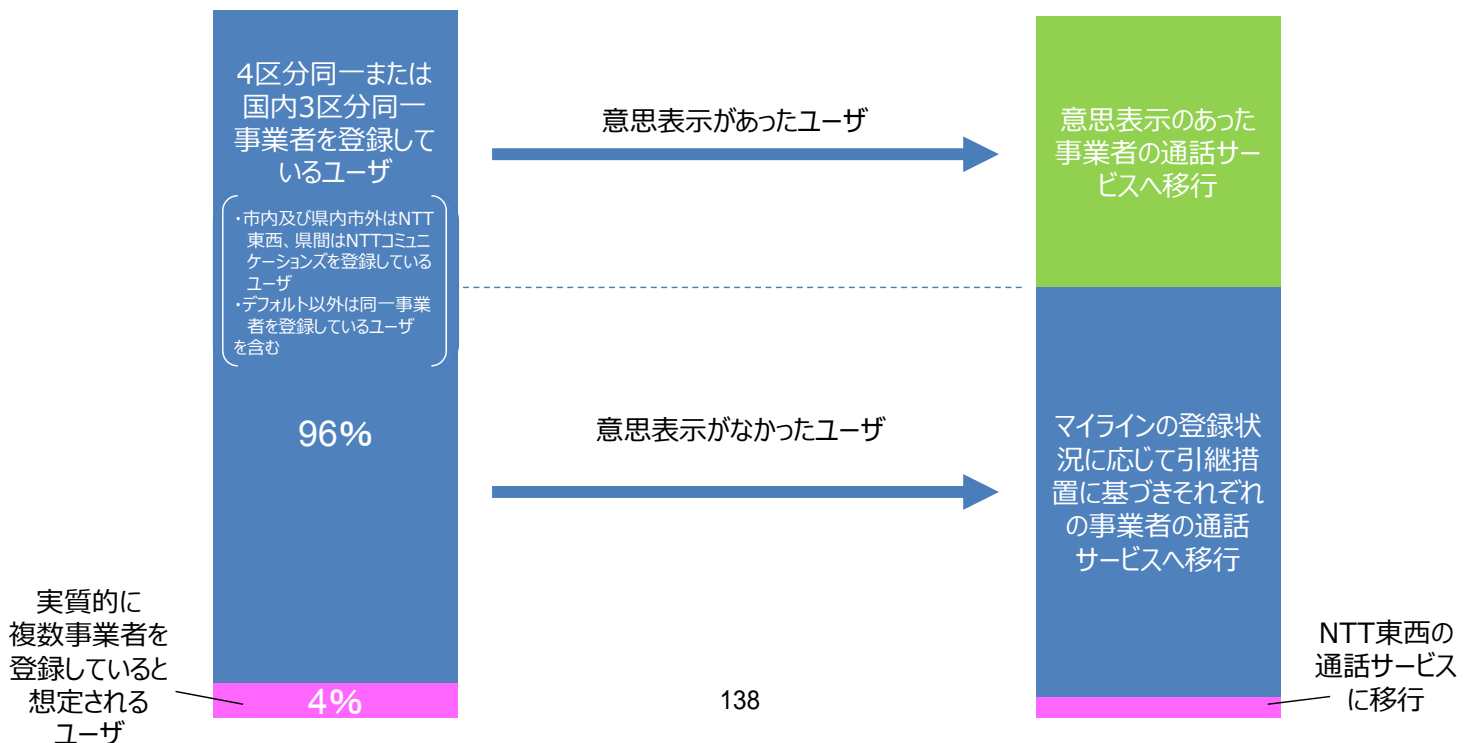 4区分同一または
国内3区分同一
事業者を登録して
いるユーザ
・市内及び県内市外はNTT
東西、県間はNTTコミュニ
ケーションズを登録している
ユーザ
・デフォルト以外は同一事業
者を登録しているユーザ
を含む
96%
4%
実質的に
複数事業者を
登録していると
想定される
ユーザ
意思表示があったユーザ
意思表示がなかったユーザ
意思表示のあった
事業者の通話サー
ビスへ移行
マイラインの登録状
況に応じて引継措
置に基づきそれぞれ
の事業者の通話
サービスへ移行
NTT東西の
通話サービス
に移行
138